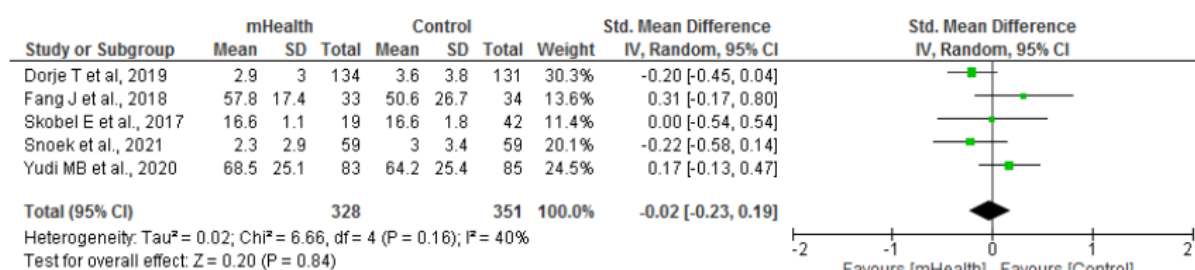 mHealth Control Std. Mean Difference Std. Mean Difference
Study or Subgroup Mean SD Total Mean SD Total Weight IV, Random, 95% CI IV, Random, 95% CI
Dorje T et al, 2019 2.9 3 134 3.6 3.8 131 30.3% -0.20 [-0.45, 0.04]
Fang J et al., 2018 57.8 17.4 33 50.6 26.7 34 13.6% 0.31 [-0.17, 0.80]
Skobel E et al., 2017 16.6 1.1 19 16.6 1.8 42 11.4% 0.00 [-0.54, 0.54]
Snoek et al., 2021 2.3 2.9 59 3 3.4 59 20.1% -0.22 [-0.58, 0.14]
Yudi MB et al., 2020 68.5 25.1 83 64.2 25.4 85 24.5% 0.17 [-0.13, 0.47]
Total (95% CI) 328 351 100.0% -0.02 [-0.23, 0.19]
Heterogeneity: Tau² = 0.02; Chi² = 6.66, df = 4 (P = 0.16); I² = 40%
Test for overall effect: Z = 0.20 (P = 0.84)
-2 -1 0 1 2
Favours [mHealth] Favours [Control]